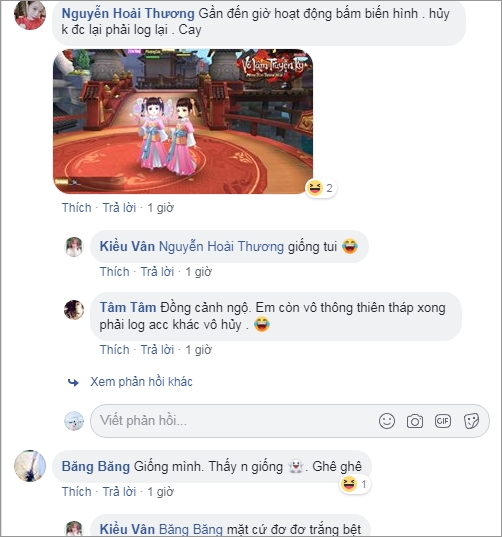 Nguyễn Hoài Thương Gần đến giờ hoạt động bấm biến hình . hủy
k đc lại phải log lại . Cay
Võ Lâm Truyền Kỳ
2
Thích · Trả lời · 1 giờ
Kiều Vân Nguyễn Hoài Thương giống tui
Thích · Trả lời · 1 giờ
Tâm Tâm Đồng cảnh ngộ. Em còn vô thông thiên tháp xong
phải log acc khác vô hủy .
Thích · Trả lời · 1 giờ
Xem phản hồi khác
Viết phản hồi...
GIF
Băng Băng Giống mình. Thấy n giống . Ghê ghê
1
Thích · Trả lời · 1 giờ
Kiều Vân Băng Băng mặt cứ đơ đơ trắng bệt